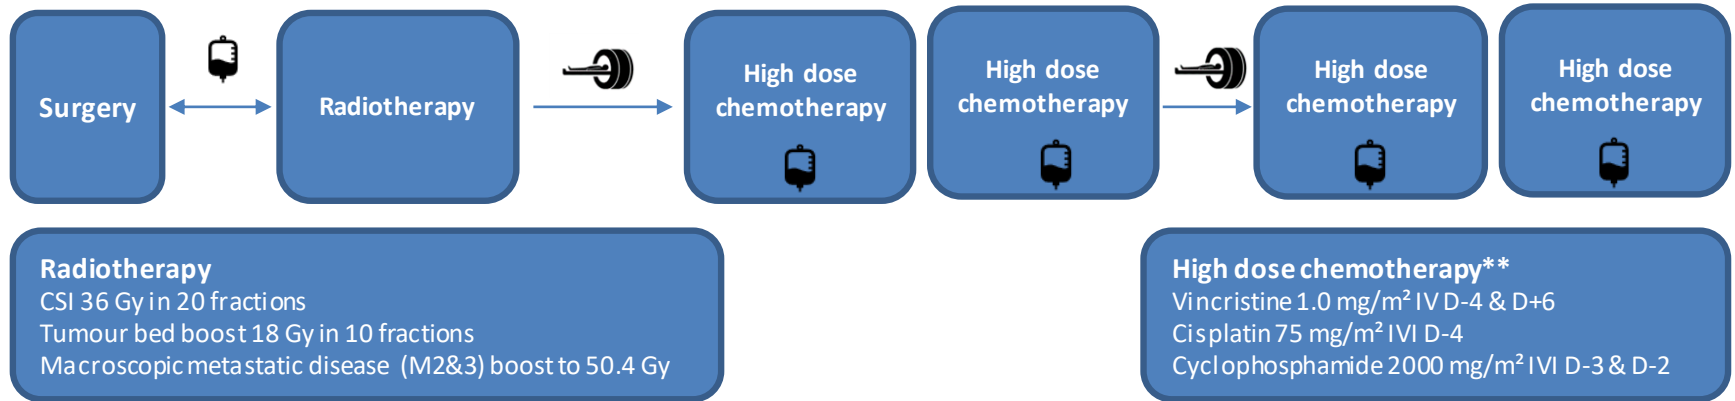 Surgery
Radiotherapy
High dose
chemotherapy
High dose
chemotherapy
High dose
chemotherapy
High dose
chemotherapy
Radiotherapy
CSI 36 Gy in 20 fractions
Tumour bed boost 18 Gy in 10 fractions
Macroscopic metastatic disease (M2&3) boost to 50.4 Gy
High dose chemotherapy**
Vincristine 1.0 mg/m² IV D-4 & D+6
Cisplatin 75 mg/m² IVI D-4
Cyclophosphamide 2000 mg/m² IVI D-3 & D-2